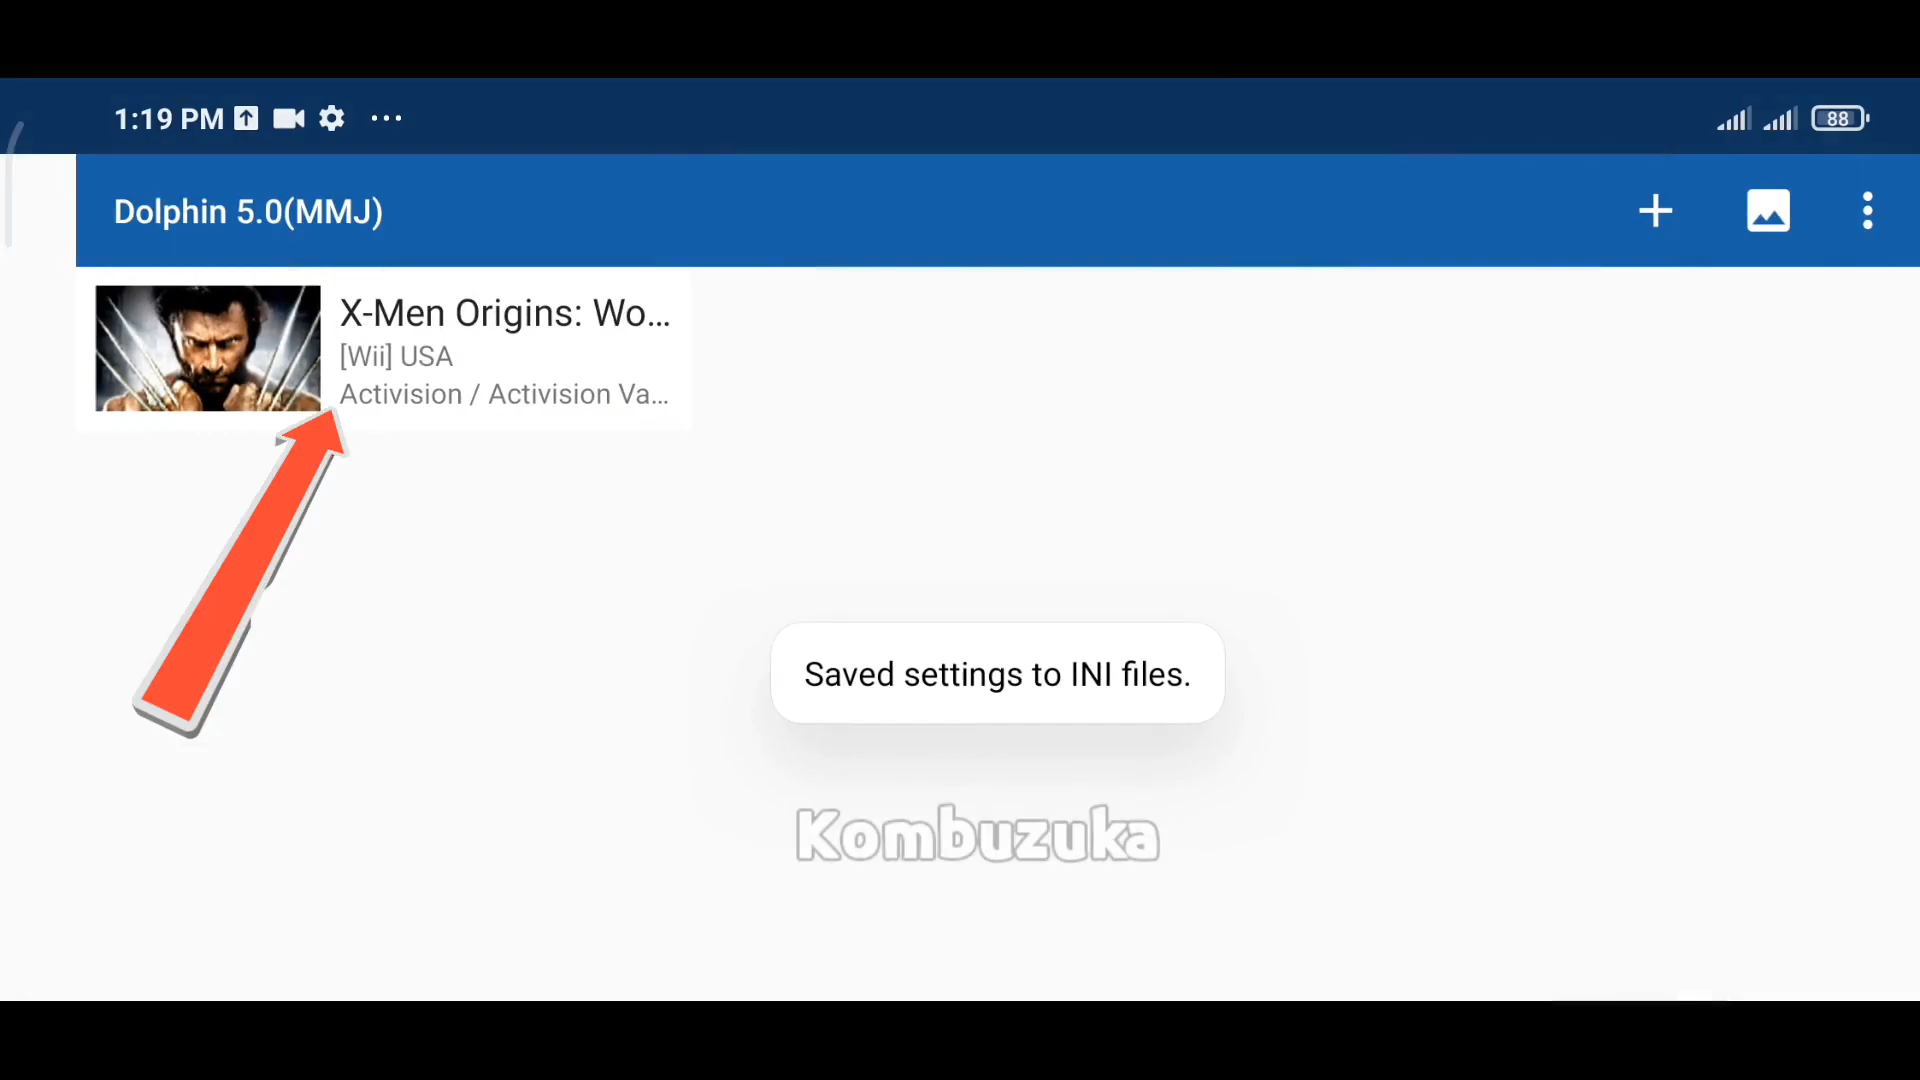 1:19 PM
88
Dolphin 5.0(MMJ)
X-Men Origins: Wo...
[Wii] USA
Activision / Activision Va...
Saved settings to INI files.
Kombuzuka